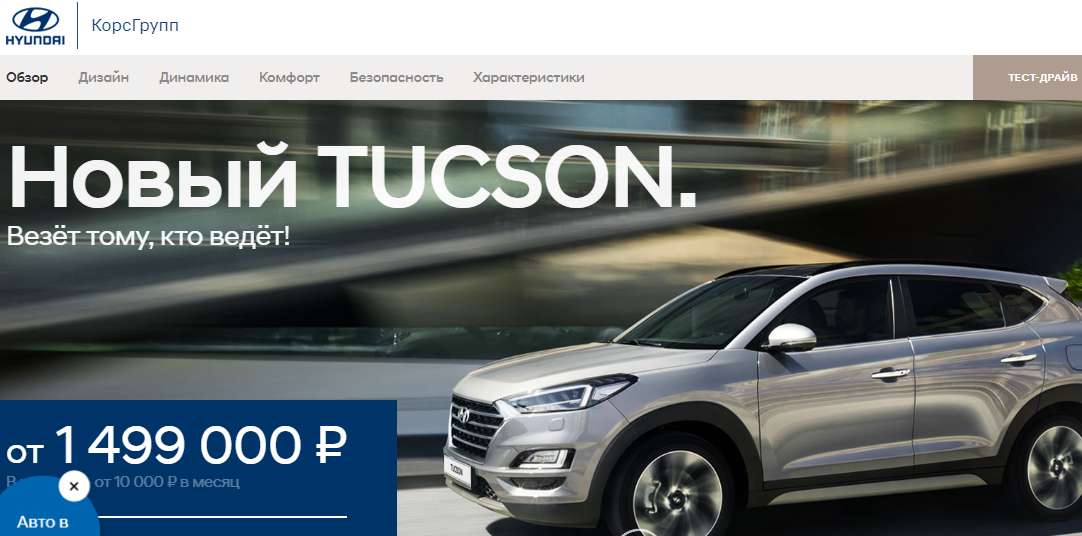 HYUNDAI
КорсГрупп
Обзор Дизайн Динамика Комфорт Безопасность Характеристики ТЕСТ-ДРАЙВ
Новый TUCSON.
Везёт тому, кто ведёт!
от 1 499 000 ₽
от 10 000 ₽ в месяц
Авто в
TUCSON